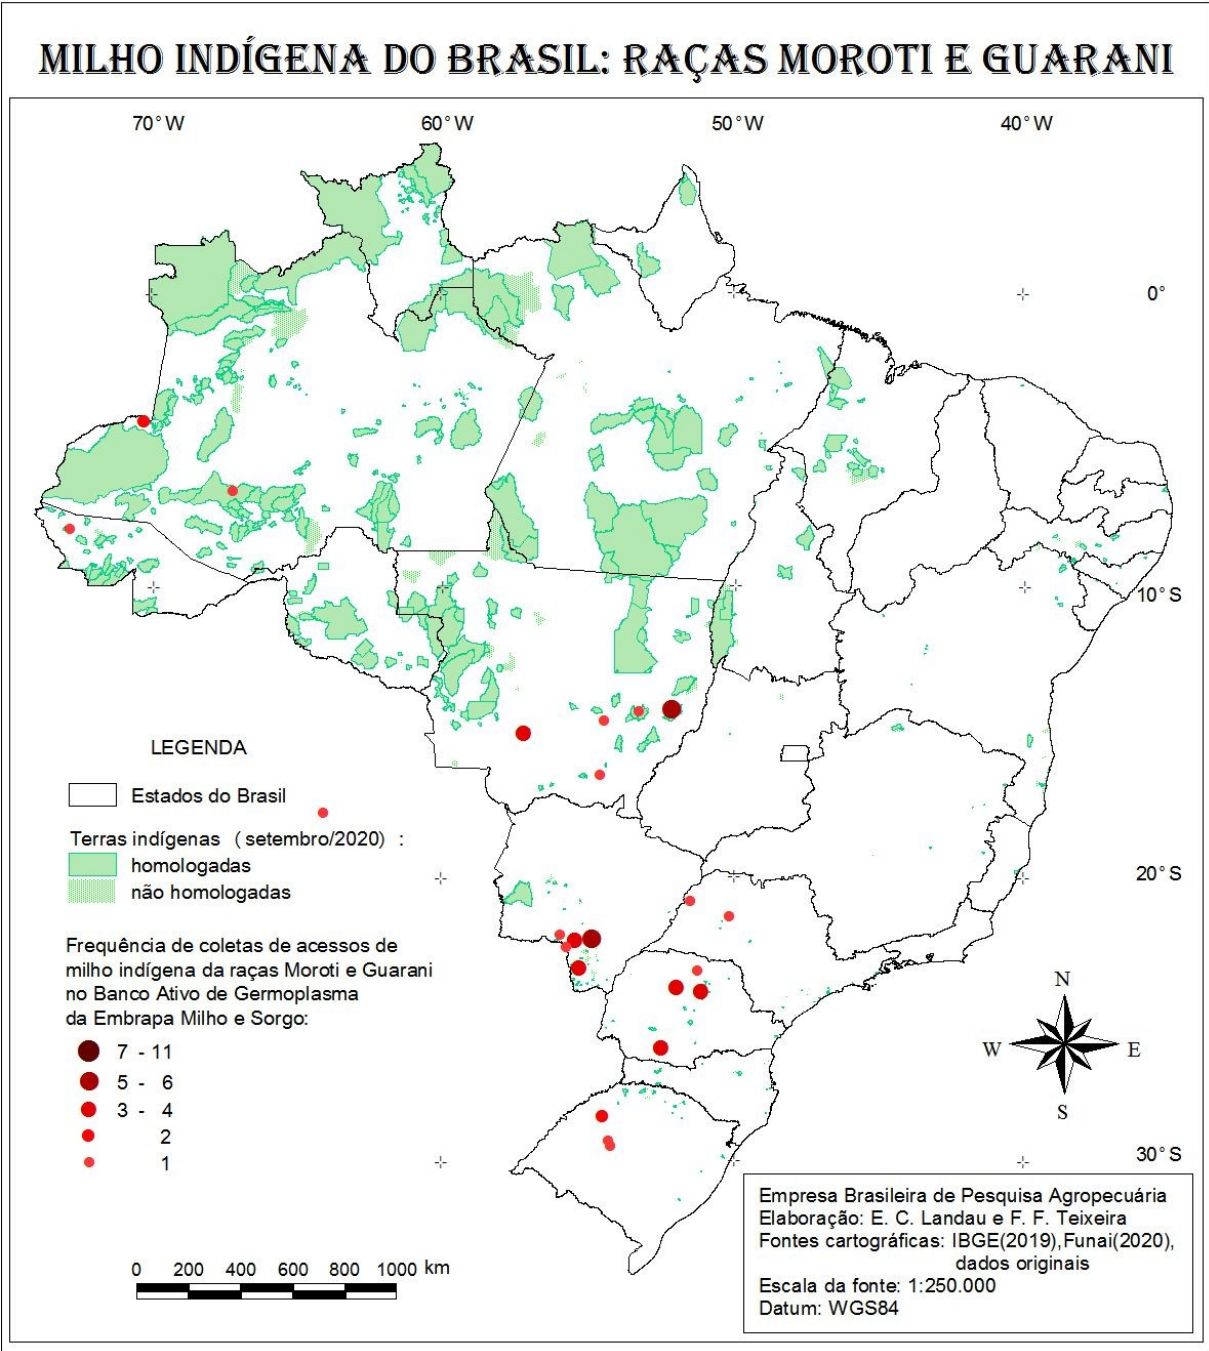 MILHO INDÍGENA DO BRASIL: RAÇAS MOROTI E GUARANI
70°W 60°W 50°W 40°W
0°
10°S
20°S
30°S
LEGENDA
Estados do Brasil
Terras indígenas (setembro/2020) :
homologadas
não homologadas
Frequência de coletas de acessos de
milho indígena da raças Moroti e Guarani
no Banco Ativo de Germoplasma
da Embrapa Milho e Sorgo:
7 - 11
5 - 6
3 - 4
2
1
N
W E
S
0 200 400 600 800 1000 km
Empresa Brasileira de Pesquisa Agropecuária
Elaboração: E. C. Landau e F. F. Teixeira
Fontes cartográficas: IBGE(2019),Funai(2020),
dados originais
Escala da fonte: 1:250.000
Datum: WGS84